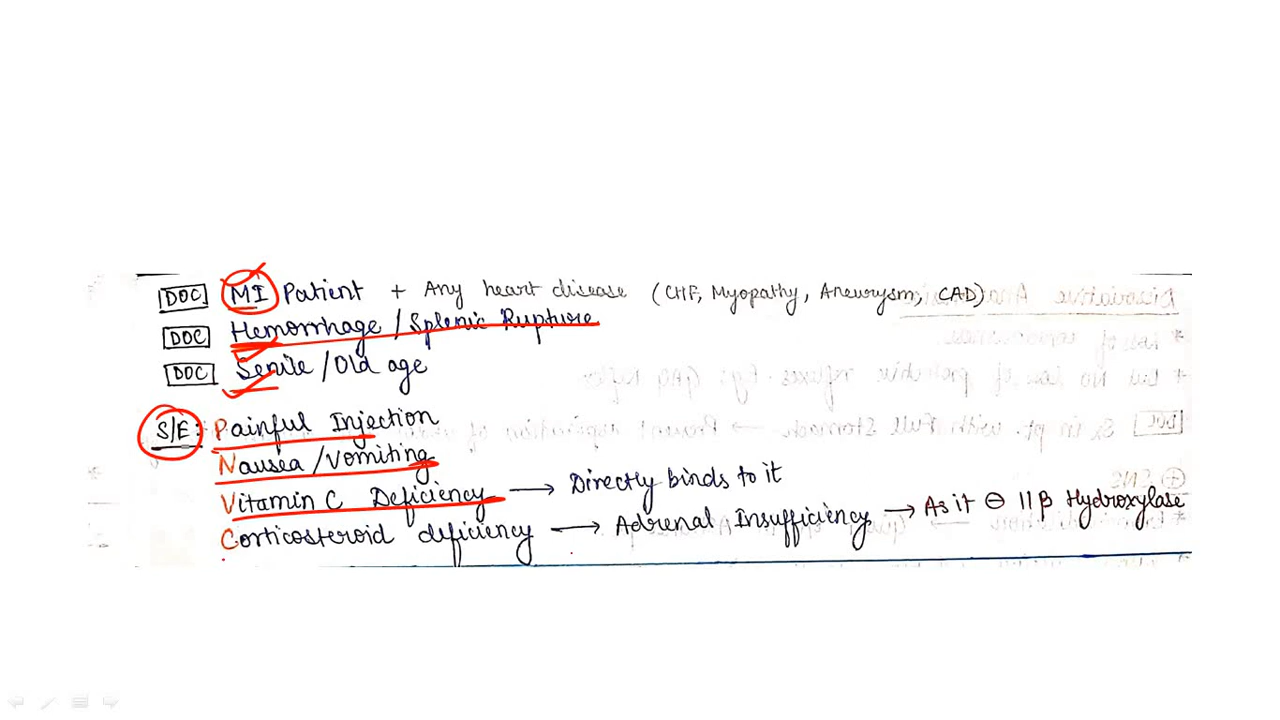 DOC MI Patient + Any heart disease (CHF, Myopathy, Aneurysm, CAD)
DOC Hemorrhage / Splenic Rupture
DOC Senile / Old age
S/E: Painful Injection
Nausea / Vomiting
Vitamin C Deficiency → Directly binds to it
Corticosteroid deficiency → Adrenal Insufficiency → As it ⊖ 11β Hydroxylase